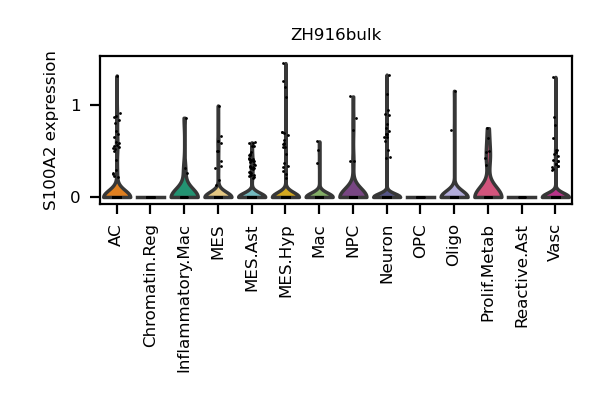 ZH916bulk
S100A2 expression
1
0
AC
Chromatin.Reg
Inflammatory.Mac
MES
MES.Ast
MES.Hyp
Mac
NPC
Neuron
OPC
Oligo
Prolif.Metab
Reactive.Ast
Vasc